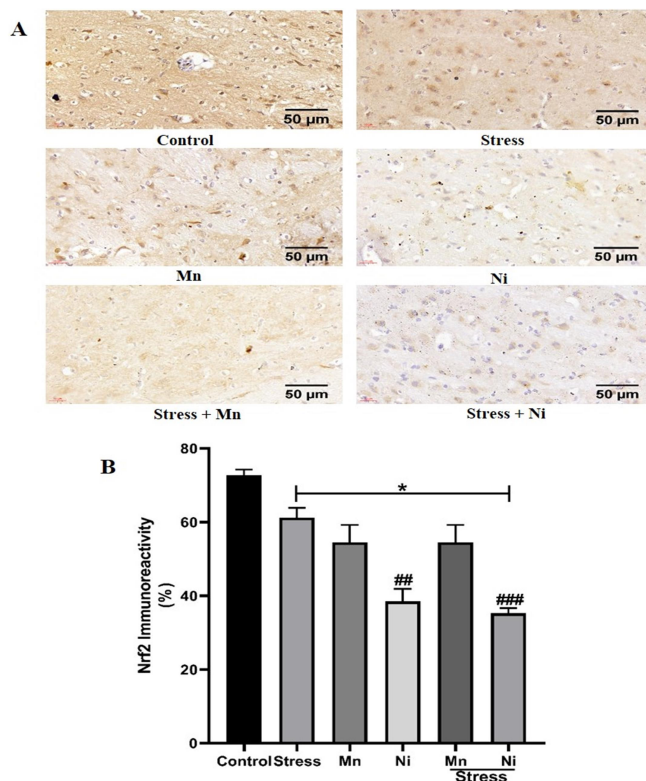 A
50 µm
50 µm
Control
Stress
50 µm
50 µm
Mn
Ni
50 µm
50 µm
Stress + Mn
Stress + Ni
B
Nrf2 Immunoreactivity
(%)
80
60
40
20
0
*
##
###
Control Stress Mn Ni Mn Ni
Stress